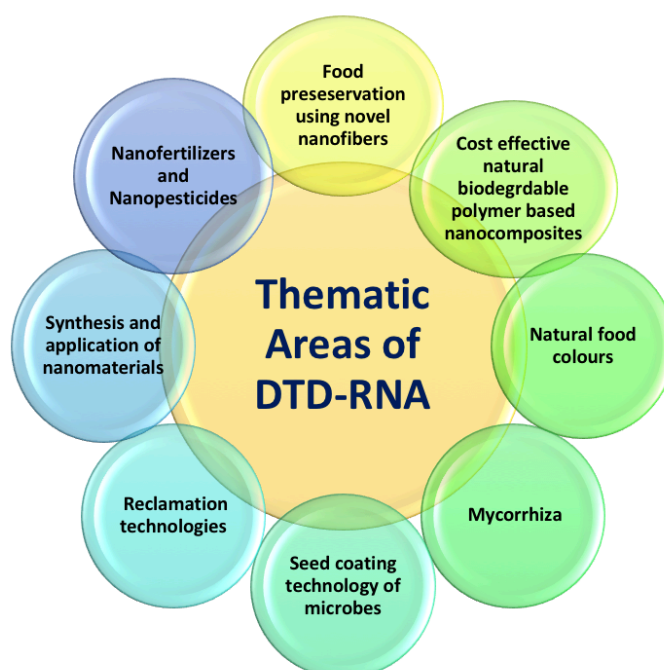 Thematic
Areas of
DTD-RNA
Food
preseservation
using novel
nanofibers
Cost effective
natural
biodegrdable
polymer based
nanocomposites
Natural food
colours
Mycorrhiza
Seed coating
technology of
microbes
Reclamation
technologies
Synthesis and
application of
nanomaterials
Nanofertilizers
and
Nanopesticides